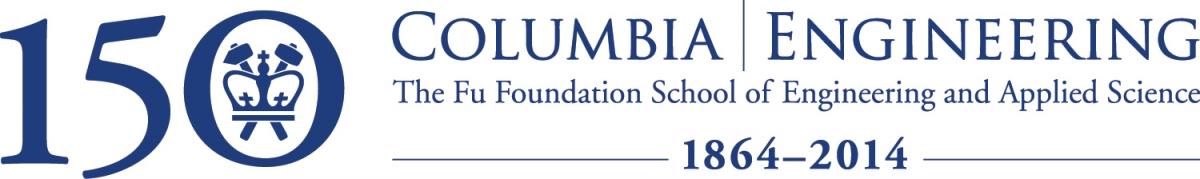 150
COLUMBIA | ENGINEERING
The Fu Foundation School of Engineering and Applied Science
1864–2014